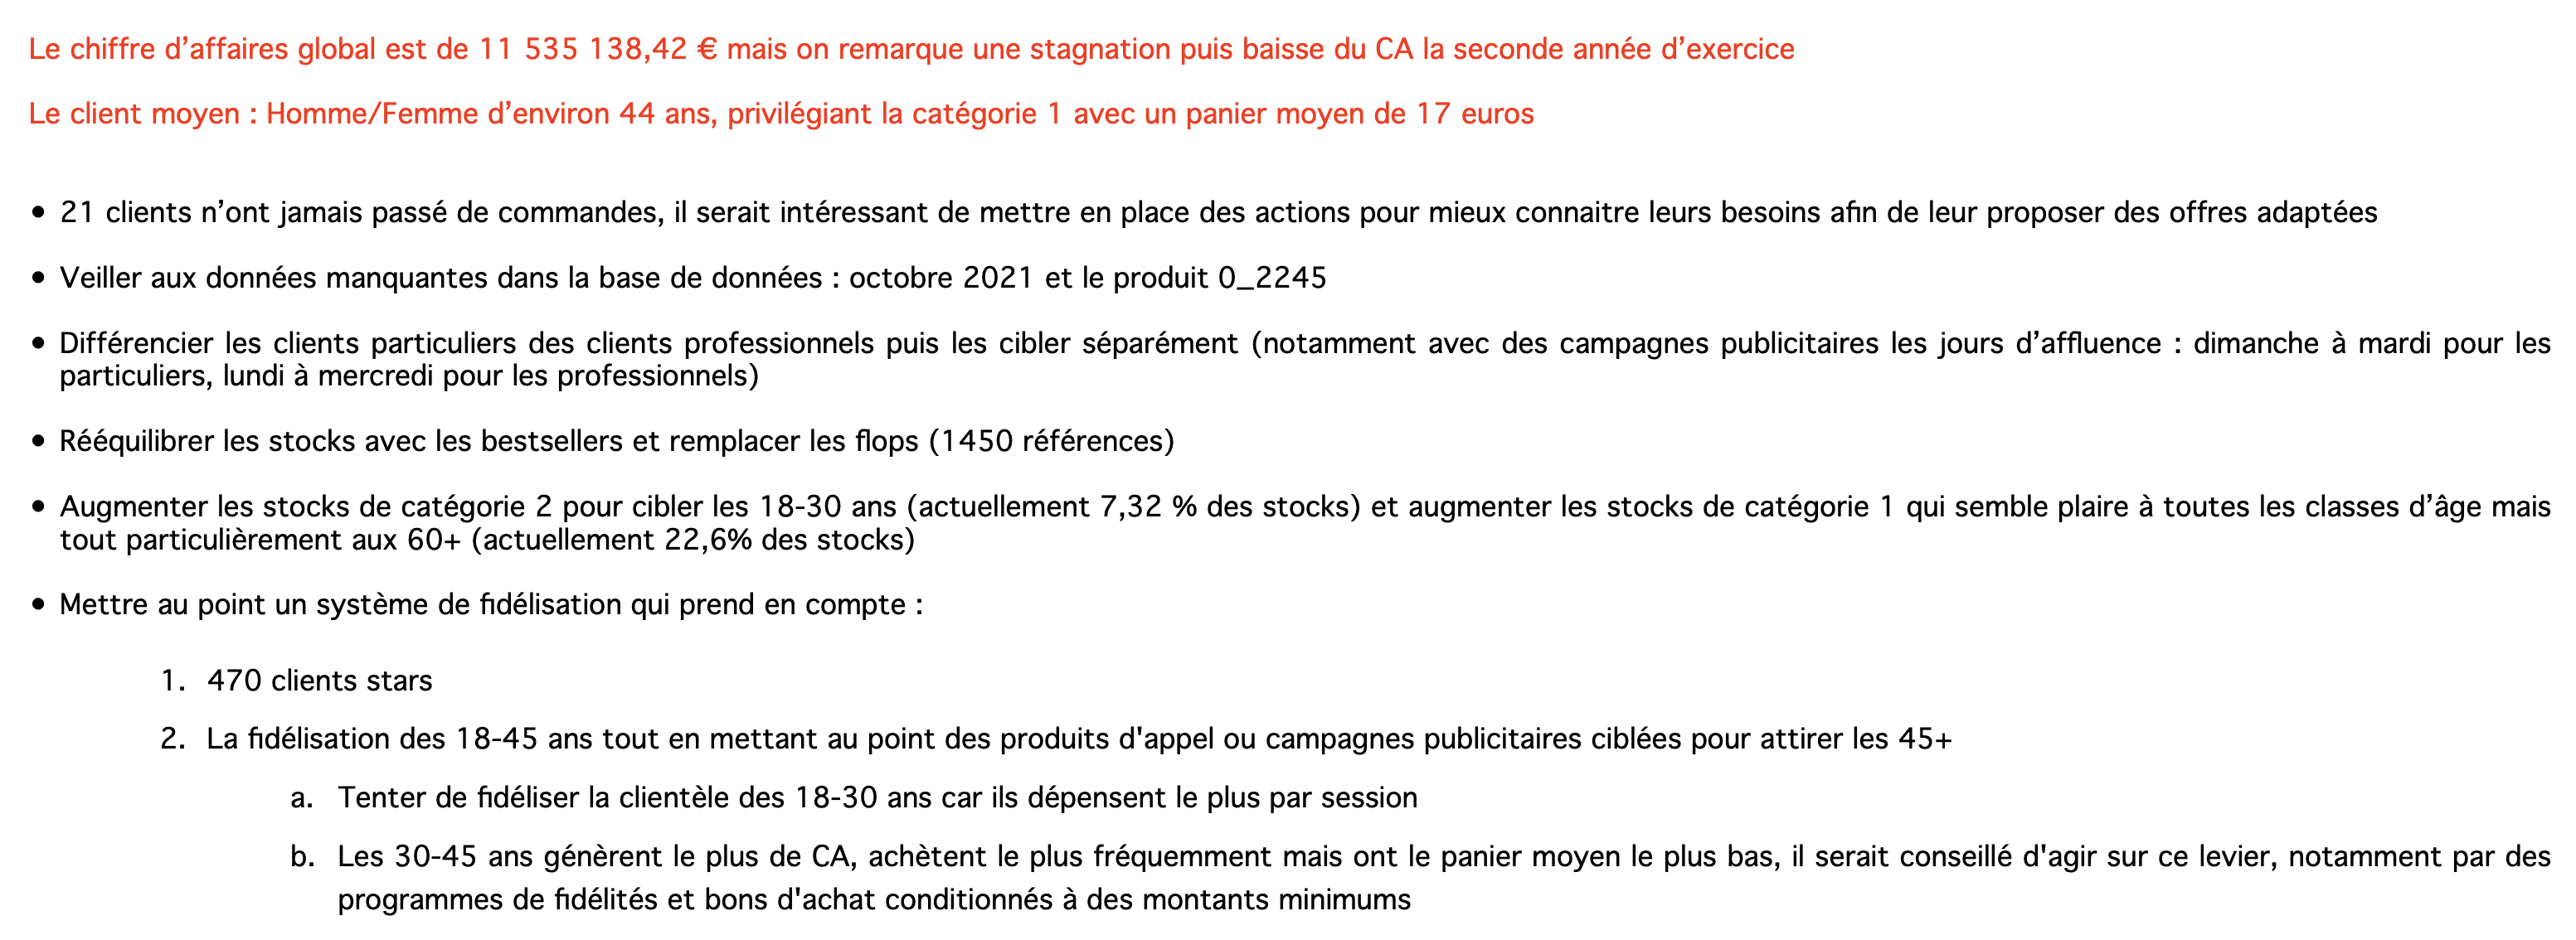 Le chiffre d’affaires global est de 11 535 138,42 € mais on remarque une stagnation puis baisse du CA la seconde année d’exercice
Le client moyen : Homme/Femme d’environ 44 ans, privilégiant la catégorie 1 avec un panier moyen de 17 euros
• 21 clients n’ont jamais passé de commandes, il serait intéressant de mettre en place des actions pour mieux connaitre leurs besoins afin de leur proposer des offres adaptées
• Veiller aux données manquantes dans la base de données : octobre 2021 et le produit 0_2245
• Différencier les clients particuliers des clients professionnels puis les cibler séparément (notamment avec des campagnes publicitaires les jours d’affluence : dimanche à mardi pour les
particuliers, lundi à mercredi pour les professionnels)
• Rééquilibrer les stocks avec les bestsellers et remplacer les flops (1450 références)
• Augmenter les stocks de catégorie 2 pour cibler les 18-30 ans (actuellement 7,32 % des stocks) et augmenter les stocks de catégorie 1 qui semble plaire à toutes les classes d’âge mais
tout particulièrement aux 60+ (actuellement 22,6% des stocks)
• Mettre au point un système de fidélisation qui prend en compte :
1. 470 clients stars
2. La fidélisation des 18-45 ans tout en mettant au point des produits d'appel ou campagnes publicitaires ciblées pour attirer les 45+
a. Tenter de fidéliser la clientèle des 18-30 ans car ils dépensent le plus par session
b. Les 30-45 ans génèrent le plus de CA, achètent le plus fréquemment mais ont le panier moyen le plus bas, il serait conseillé d'agir sur ce levier, notamment par des
programmes de fidélités et bons d'achat conditionnés à des montants minimums